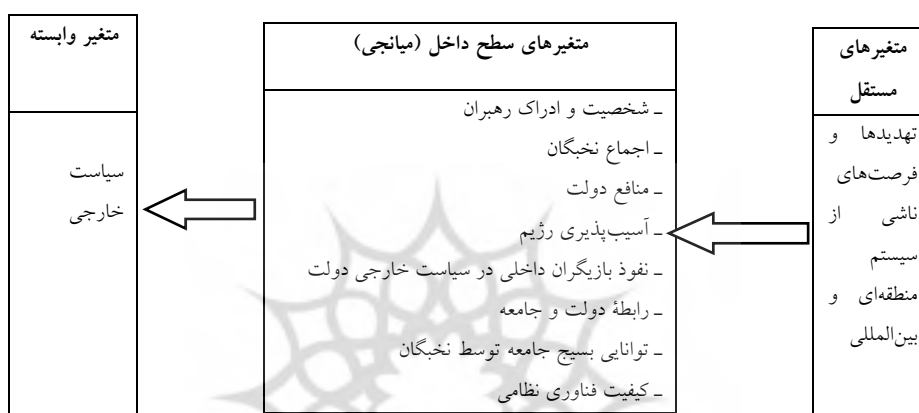 متغیرهای
مستقل
تهدیدها و
فرصت‌های
ناشی از
سیستم
منطقه‌ای و
بین‌المللی
متغیرهای سطح داخل (میانجی)
ـ شخصیت و ادراک رهبران
ـ اجماع نخبگان
ـ منافع دولت
ـ آسیب‌پذیری رژیم
ـ نفوذ بازیگران داخلی در سیاست خارجی دولت
ـ رابطۀ دولت و جامعه
ـ توانایی بسیج جامعه توسط نخبگان
ـ کیفیت فناوری نظامی
متغیر وابسته
سیاست
خارجی